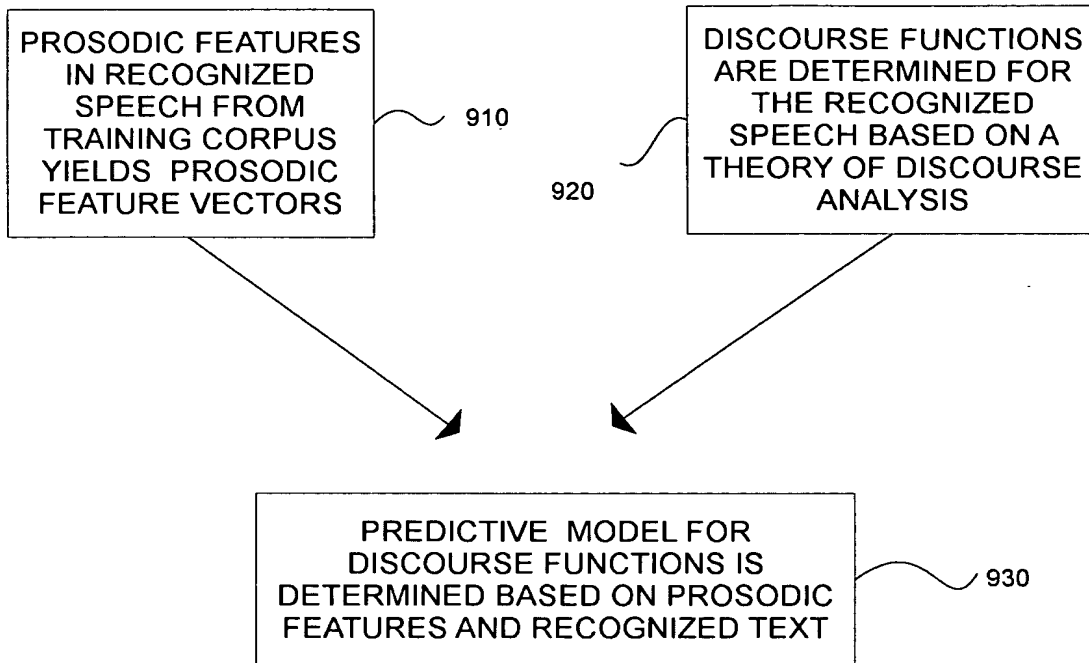 PROSODIC FEATURES
IN RECOGNIZED
SPEECH FROM
TRAINING CORPUS
YIELDS PROSODIC
FEATURE VECTORS
910
DISCOURSE FUNCTIONS
ARE DETERMINED FOR
THE RECOGNIZED
SPEECH BASED ON A
THEORY OF DISCOURSE
ANALYSIS
920
PREDICTIVE MODEL FOR
DISCOURSE FUNCTIONS IS
DETERMINED BASED ON PROSODIC
FEATURES AND RECOGNIZED TEXT
930